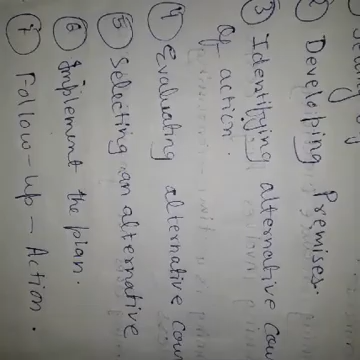 ② Developing Premises.
③ Identifying alternative cou
of action.
④ Evaluating alternative cou
⑤ Selecting an alternative
⑥ Implement the plan.
⑦ Follow-up - Action.